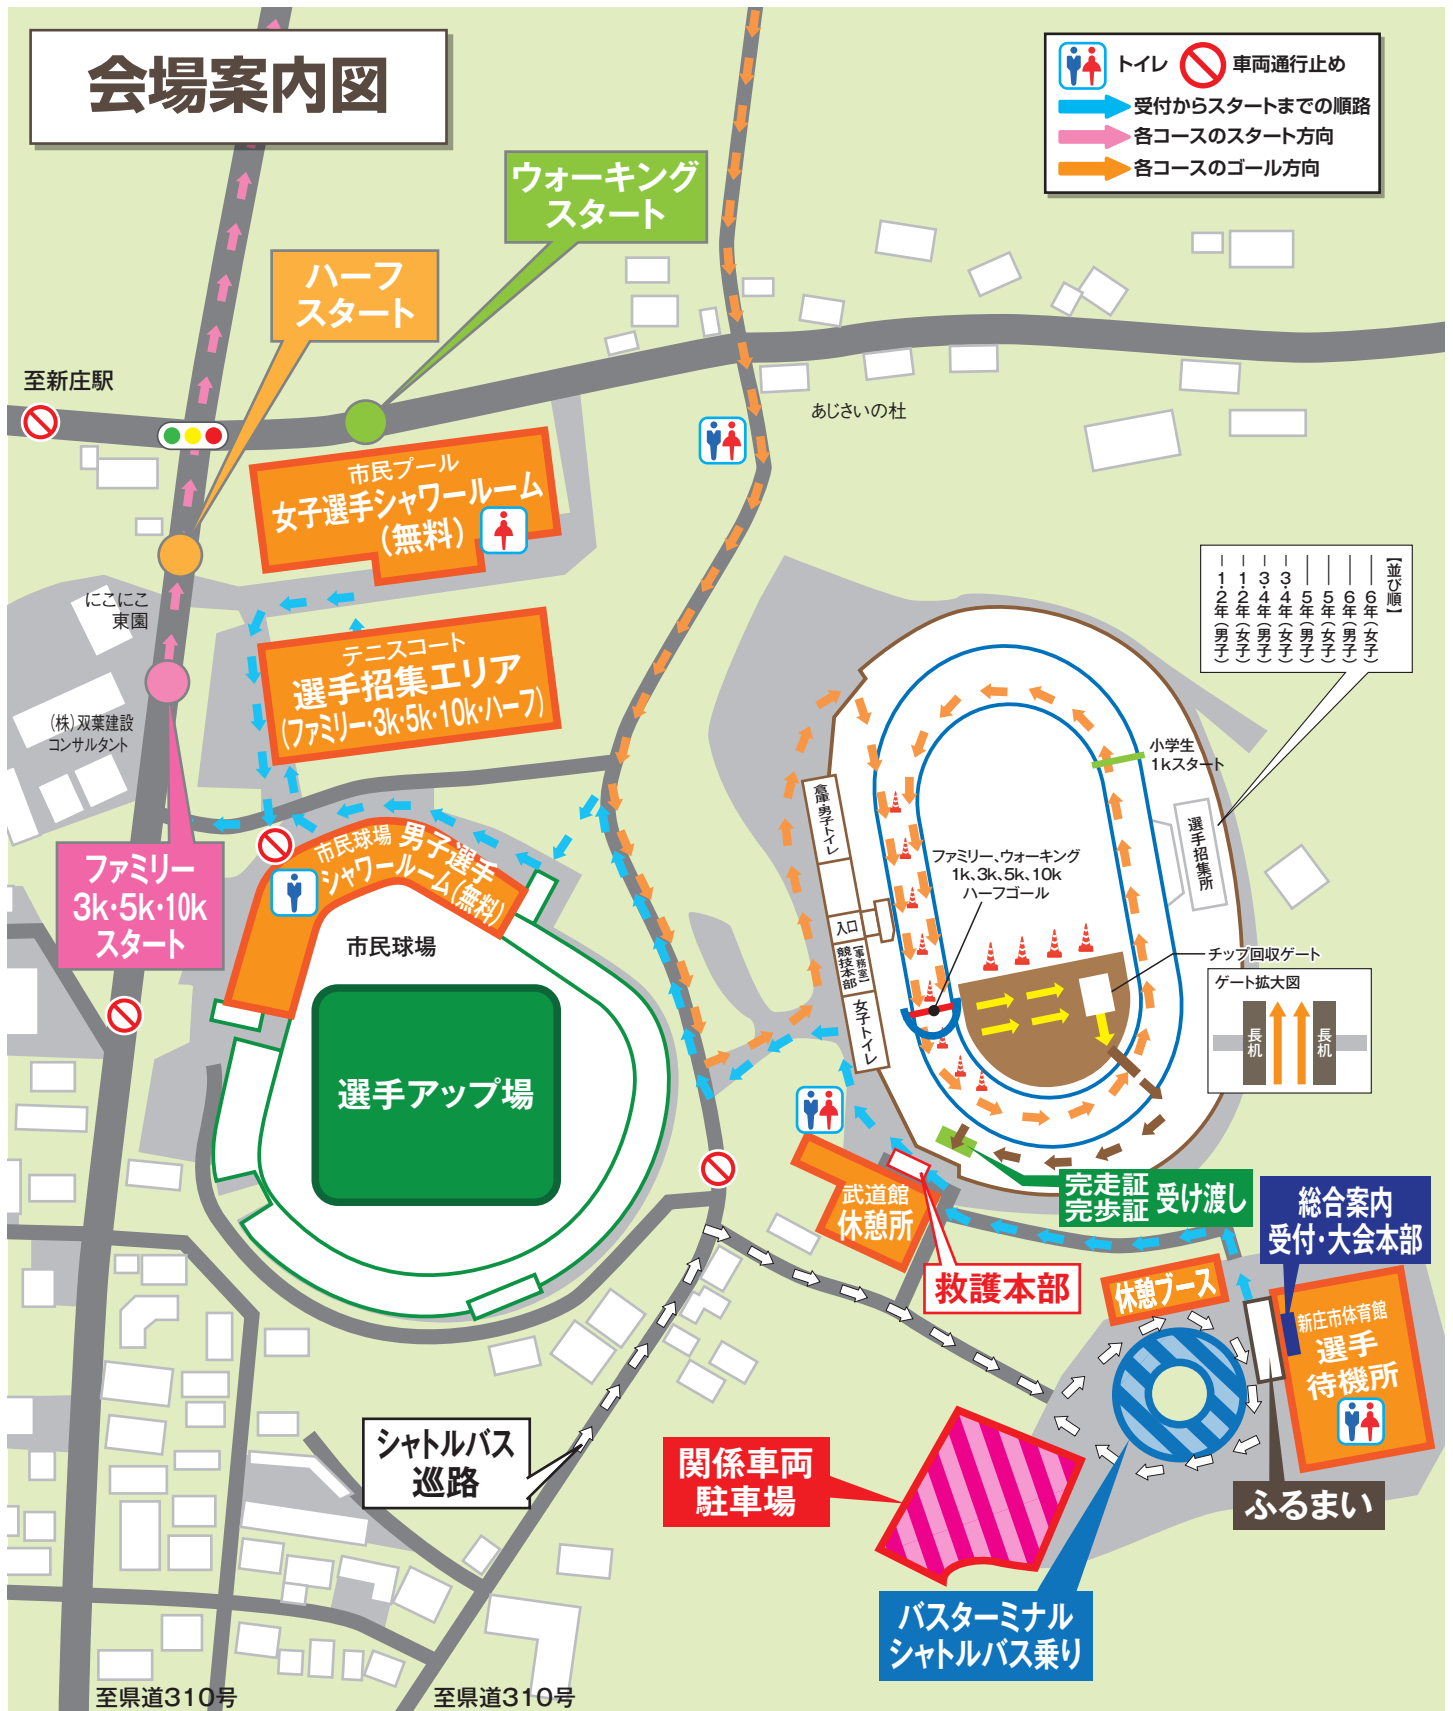 会場案内図
トイレ
車両通行止め
受付からスタートまでの順路
各コースのスタート方向
各コースのゴール方向
ウォーキング
スタート
ハーフ
スタート
至新庄駅
あじさいの杜
市民プール
女子選手シャワールーム
（無料）
にこにこ
東園
テニスコート
選手招集エリア
(ファミリー・3k・5k・10k・ハーフ)
(株)双葉建設
コンサルタント
【並び順】
6年(女子)
6年(男子)
5年(女子)
5年(男子)
3・4年(女子)
3・4年(男子)
1・2年(女子)
1・2年(男子)
小学生
1kスタート
選手招集所
倉庫・男子トイレ
入口
【事務室】
競技本部
女子トイレ
ファミリー、ウォーキング
1k、3k、5k、10k
ハーフゴール
チップ回収ゲート
ゲート拡大図
長机
長机
ファミリー
3k・5k・10k
スタート
市民球場
男子選手
シャワールーム(無料)
市民球場
選手アップ場
武道館
休憩所
完走証
完歩証
受け渡し
総合案内
受付・大会本部
救護本部
休憩ブース
新庄市体育館
選手
待機所
シャトルバス
巡路
関係車両
駐車場
ふるまい
バスターミナル
シャトルバス乗り
至県道310号
至県道310号